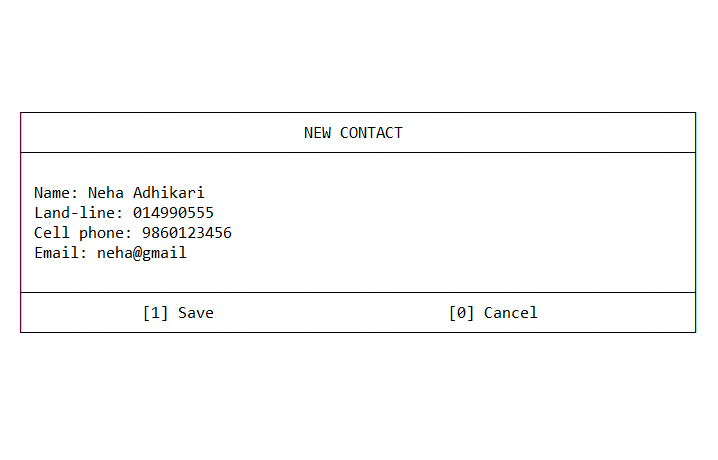 NEW CONTACT
Name: Neha Adhikari
Land-line: 014990555
Cell phone: 9860123456
Email: neha@gmail
[1] Save [0] Cancel